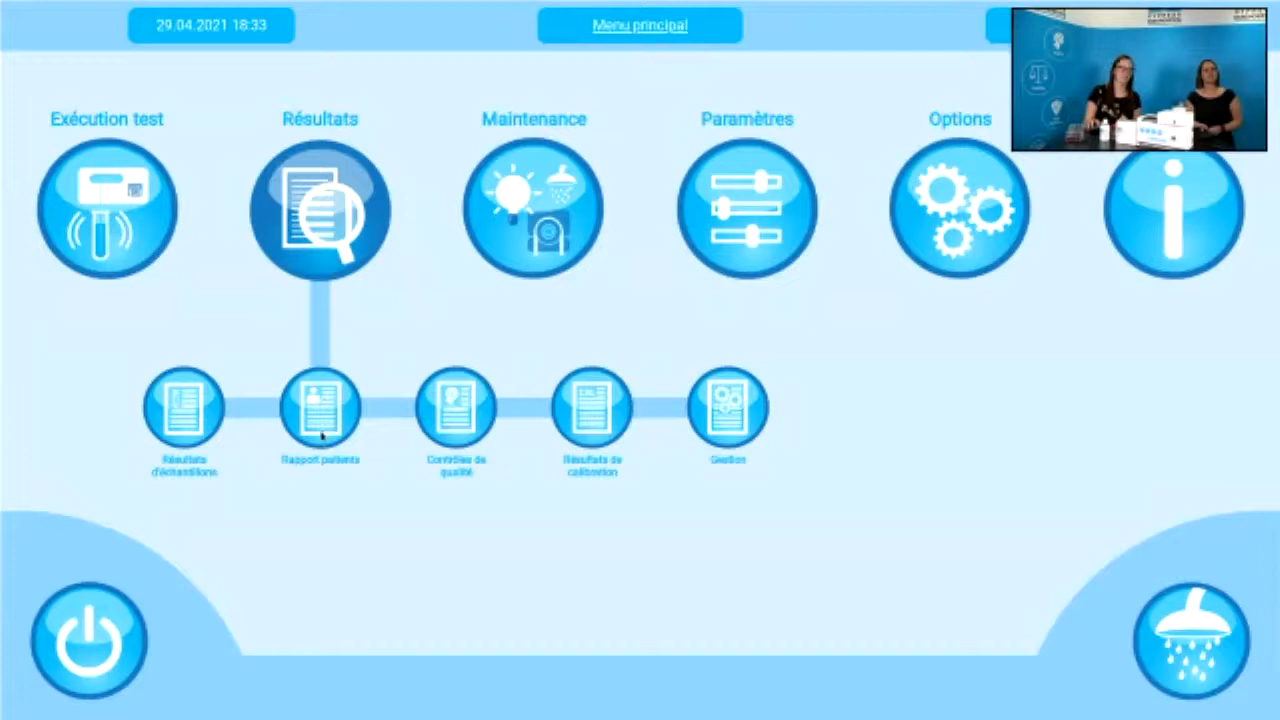 29.04.2021 18:33
Menu principal
Exécution test
Résultats
Maintenance
Paramètres
Options
Résultats
d'échantillons
Rapport patients
Contrôles de
qualité
Résultats de
calibration
Gestion